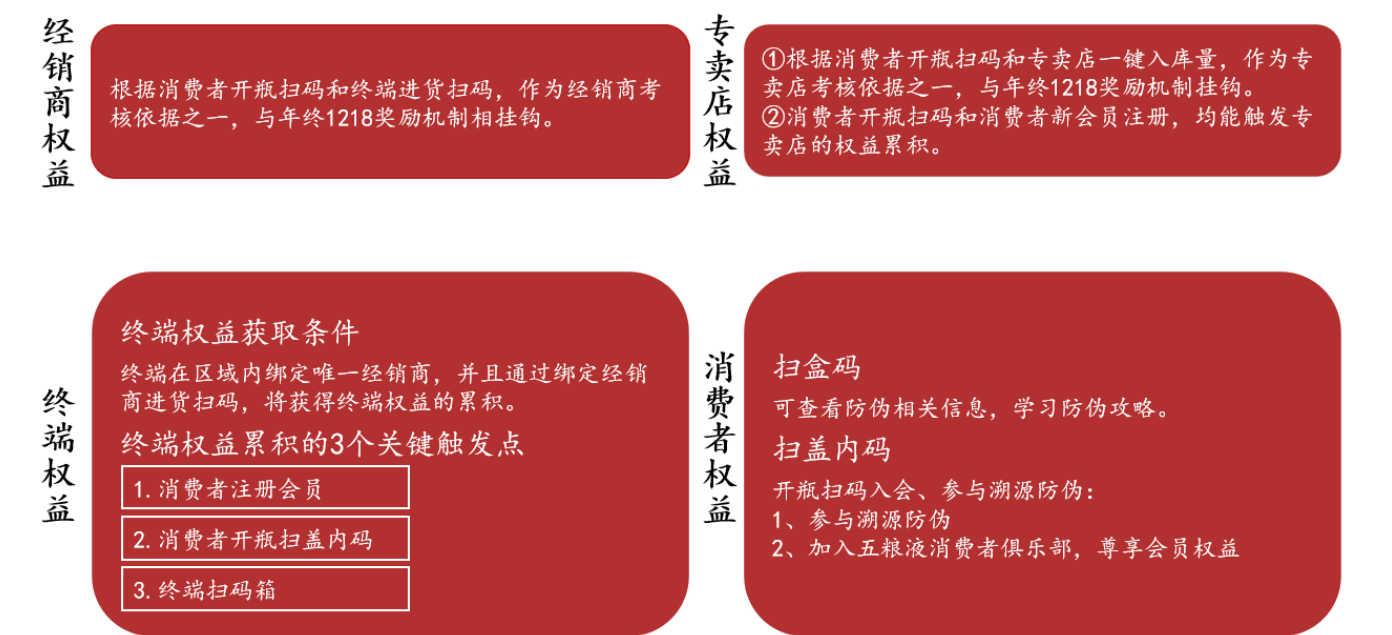 经销商权益
根据消费者开瓶扫码和终端进货扫码，作为经销商考
核依据之一，与年终1218奖励机制相挂钩。
专卖店权益
①根据消费者开瓶扫码和专卖店一键入库量，作为专
卖店考核依据之一，与年终1218奖励机制挂钩。
②消费者开瓶扫码和消费者新会员注册，均能触发专
卖店的权益累积。
终端权益
终端权益获取条件
终端在区域内绑定唯一经销商，并且通过绑定经销
商进货扫码，将获得终端权益的累积。
终端权益累积的3个关键触发点
1.消费者注册会员
2.消费者开瓶扫盖内码
3.终端扫码箱
消费者权益
扫盒码
可查看防伪相关信息，学习防伪攻略。
扫盖内码
开瓶扫码入会、参与溯源防伪：
1、参与溯源防伪
2、加入五粮液消费者俱乐部，尊享会员权益